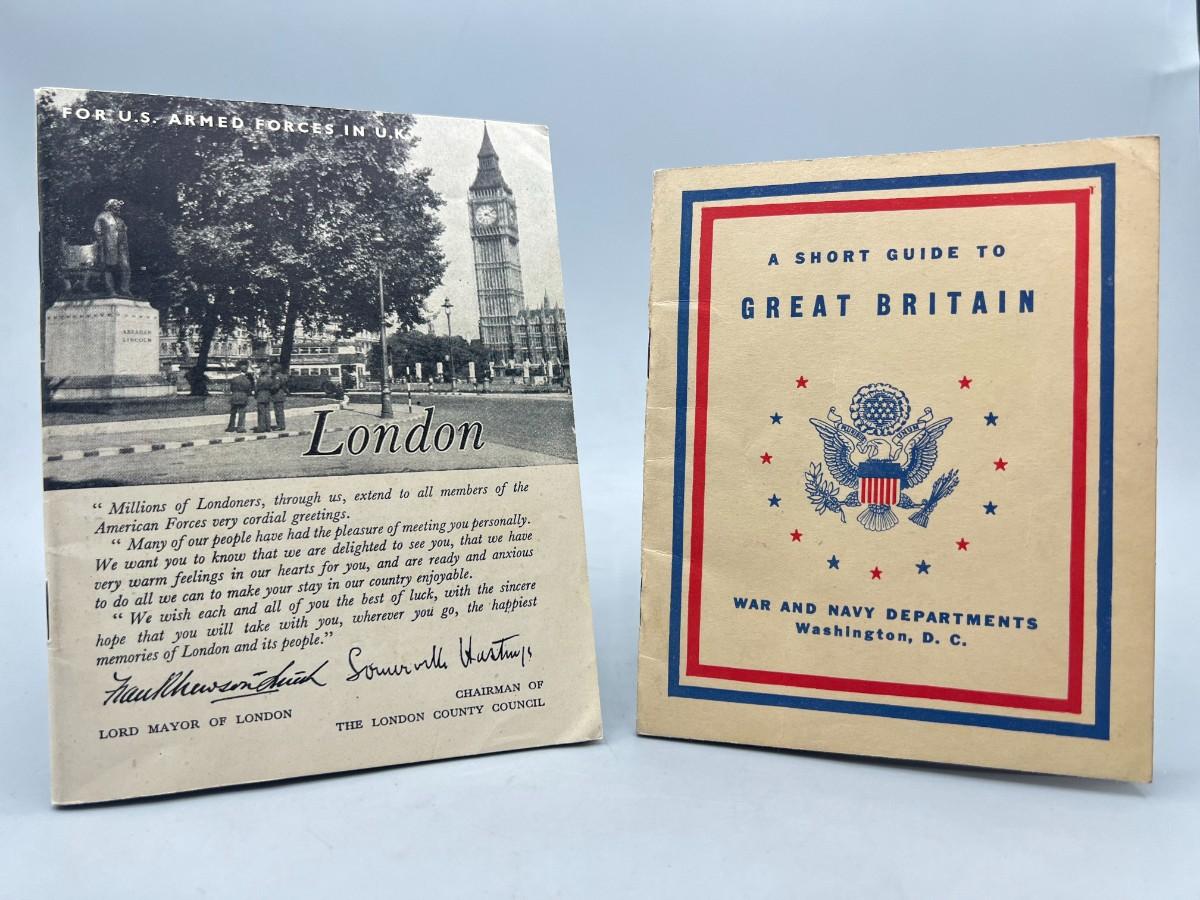 FOR U.S. ARMED FORCES IN U.K.
ABRAHAM
LINCOLN
London
“ Millions of Londoners, through us, extend to all members of the
American Forces very cordial greetings.
“ Many of our people have had the pleasure of meeting you personally.
We want you to know that we are delighted to see you, that we have
very warm feelings in our hearts for you, and are ready and anxious
to do all we can to make your stay in our country enjoyable.
“ We wish each and all of you the best of luck, with the sincere
hope that you will take with you, wherever you go, the happiest
memories of London and its people.”
Somerville Hastings
LORD MAYOR OF LONDON
CHAIRMAN OF
THE LONDON COUNTY COUNCIL
A SHORT GUIDE TO
GREAT BRITAIN
UNUM
WAR AND NAVY DEPARTMENTS
Washington, D. C.